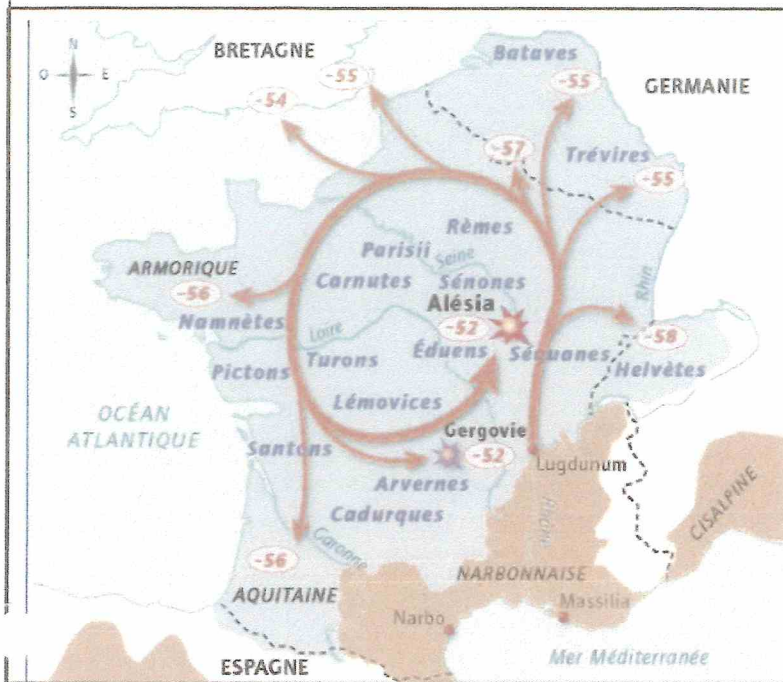 BRETAGNE
Bataves
N
O
E
S
-55
-55
GERMANIE
-54
-57
Trévires
-55
Rèmes
Parisii
Seine
ARMORIQUE
Carnutes
Sénones
Rhin
-56
Alésia
Namnètes
Loire
-52
-58
Éduens
Séquanes
Turons
Helvètes
Pictons
Lémovices
OCÉAN
ATLANTIQUE
Gergovie
Santons
-52
Lugdunum
Arvernes
CISALPINE
Cadurques
Rhône
Garonne
-56
NARBONNAISE
AQUITAINE
Massilia
Narbo
Mer Méditerranée
ESPAGNE